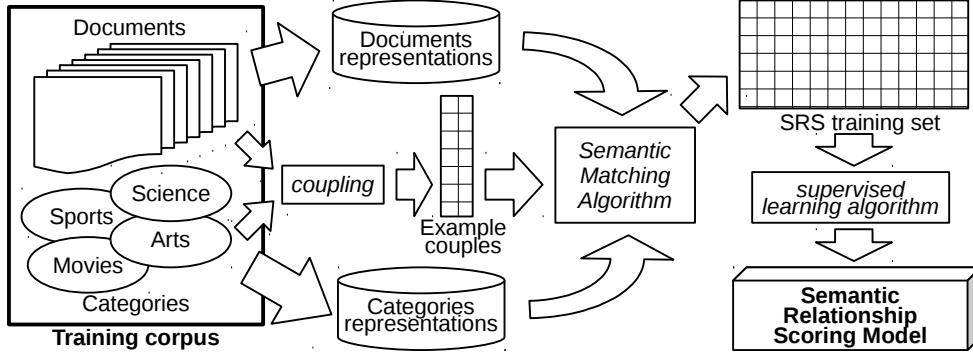 Documents
Science
Sports
Arts
Movies
Categories
Training corpus
Documents
representations
coupling
Example
couples
Categories
representations
Semantic
Matching
Algorithm
SRS training set
supervised
learning algorithm
Semantic
Relationship
Scoring Model